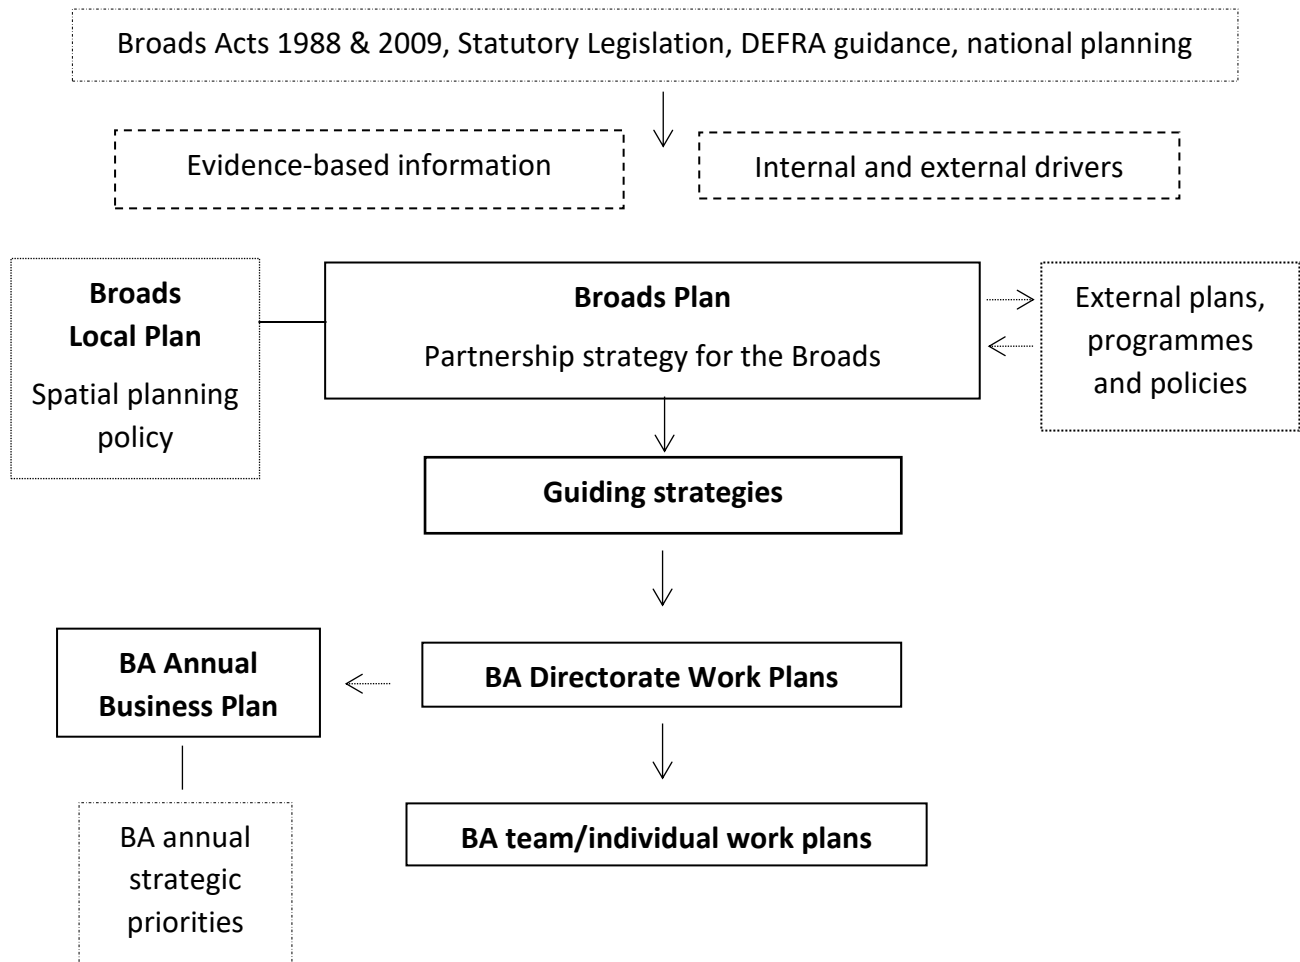 Broads Acts 1988 & 2009, Statutory Legislation, DEFRA guidance, national planning
Evidence-based information
Internal and external drivers
Broads
Local Plan
Spatial planning
policy
Broads Plan
Partnership strategy for the Broads
External plans,
programmes
and policies
Guiding strategies
BA Annual
Business Plan
BA Directorate Work Plans
BA annual
strategic
priorities
BA team/individual work plans